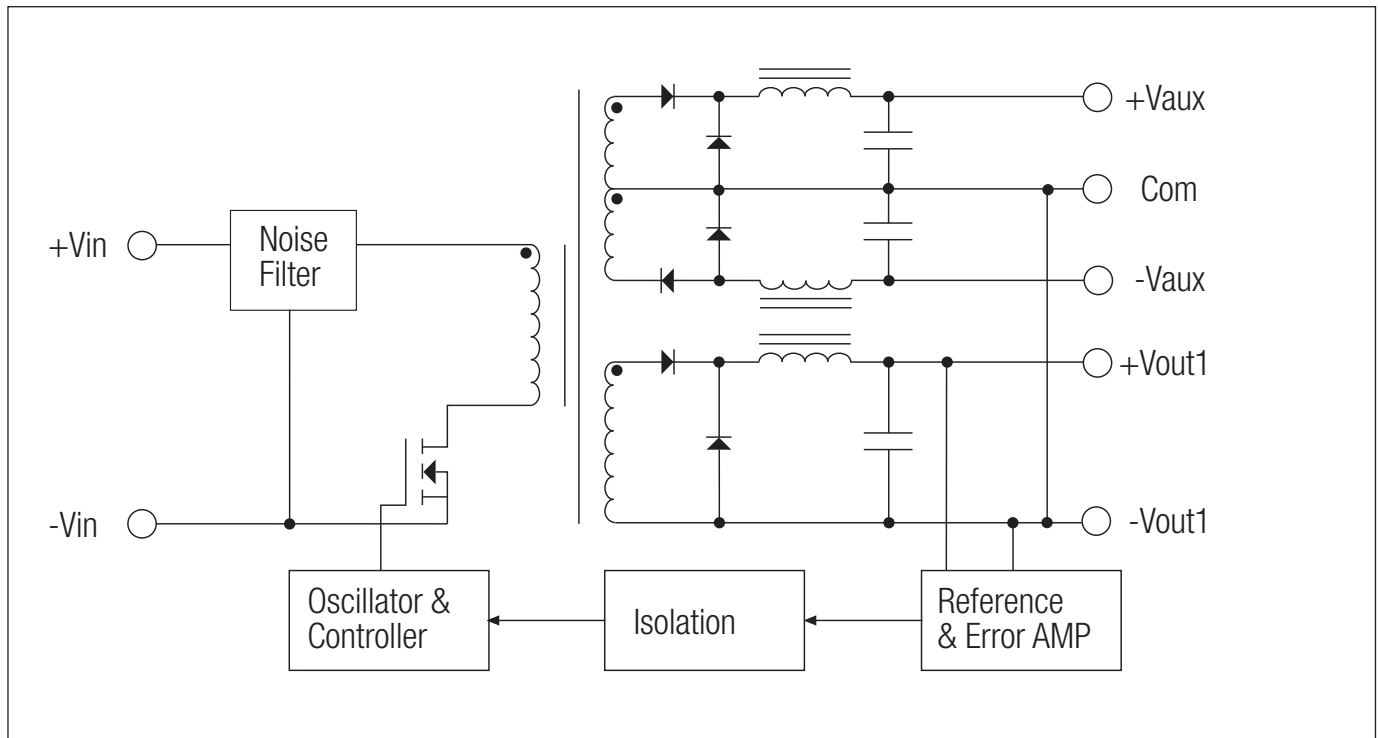 +Vaux
Com
-Vaux
+Vin
Noise
Filter
+Vout1
-Vin
-Vout1
Oscillator &
Controller
Isolation
Reference
& Error AMP